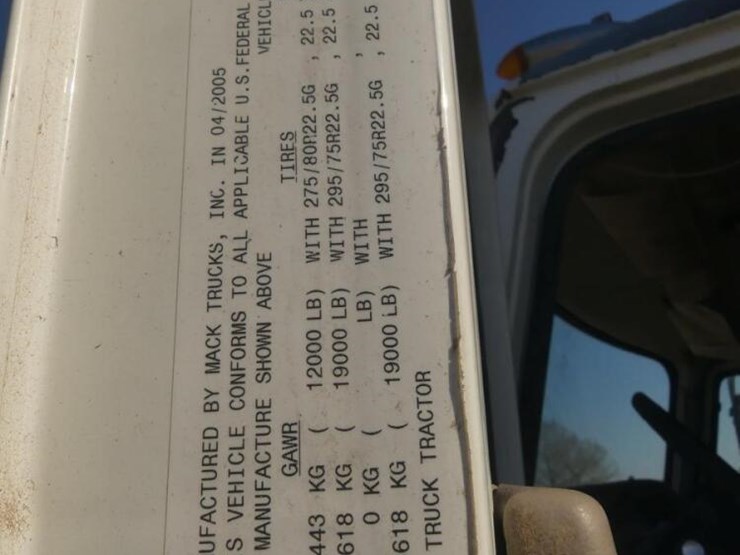 UFACTURED BY MACK TRUCKS, INC. IN 04/2005
S VEHICLE CONFORMS TO ALL APPLICABLE U.S.FEDERAL
MANUFACTURE SHOWN ABOVE VEHICL
GAWR TIRES
443 KG ( 12000 LB) WITH 275/80R22.5G , 22.5
618 KG ( 19000 LB) WITH 295/75R22.5G , 22.5
0 KG ( LB) WITH ,
618 KG ( 19000 LB) WITH 295/75R22.5G , 22.5
TRUCK TRACTOR